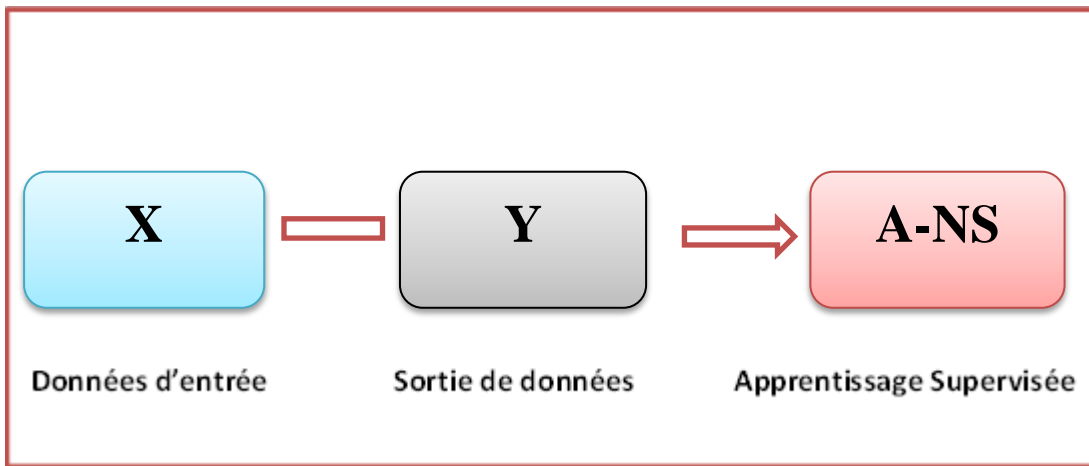 X
Y
A-NS
Données d’entrée
Sortie de données
Apprentissage Supervisée